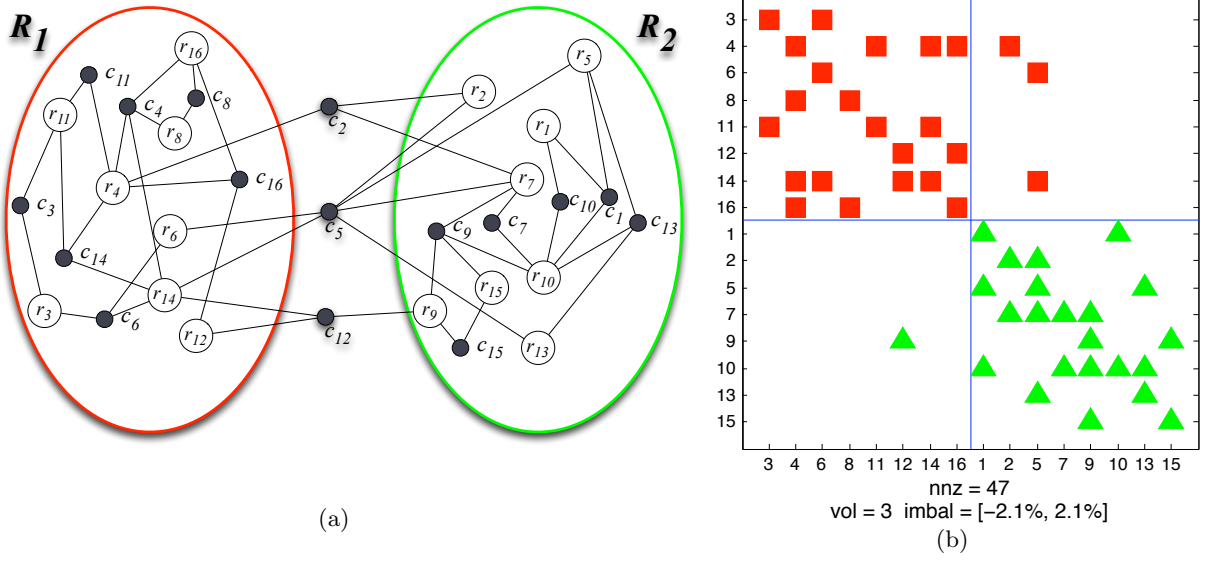 R1 R2
r16
r5
c11
c8
r2
c4
c2
r11
r8
r1
r4
c16
r7
c10
c1
c3
c5
c7
c13
r6
c9
c14
r10
r14
r15
r3
c6
r9
c12
r12
c15
r13
(a)
3
4
6
8
11
12
14
16
1
2
5
7
9
10
13
15
3 4 6 8 11 12 14 16 1 2 5 7 9 10 13 15
nnz = 47
vol = 3 imbal = [−2.1%, 2.1%]
(b)